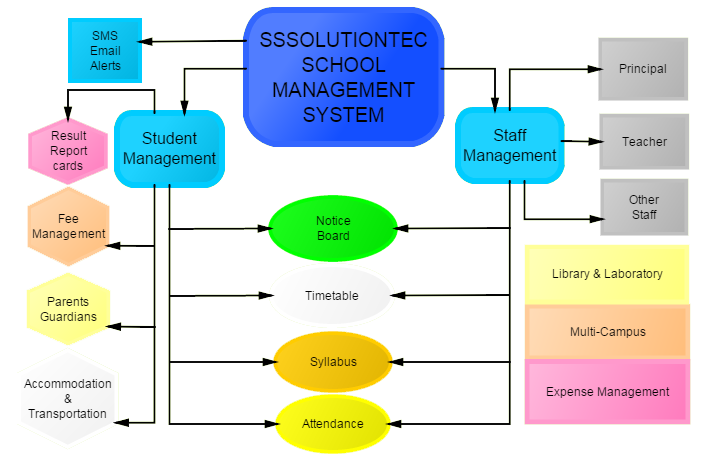 SSSOLUTIONTEC
SCHOOL
MANAGEMENT
SYSTEM
SMS
Email
Alerts
Student
Management
Staff
Management
Principal
Teacher
Other
Staff
Result
Report
cards
Fee
Management
Parents
Guardians
Accommodation
&
Transportation
Notice
Board
Timetable
Syllabus
Attendance
Library & Laboratory
Multi-Campus
Expense Management